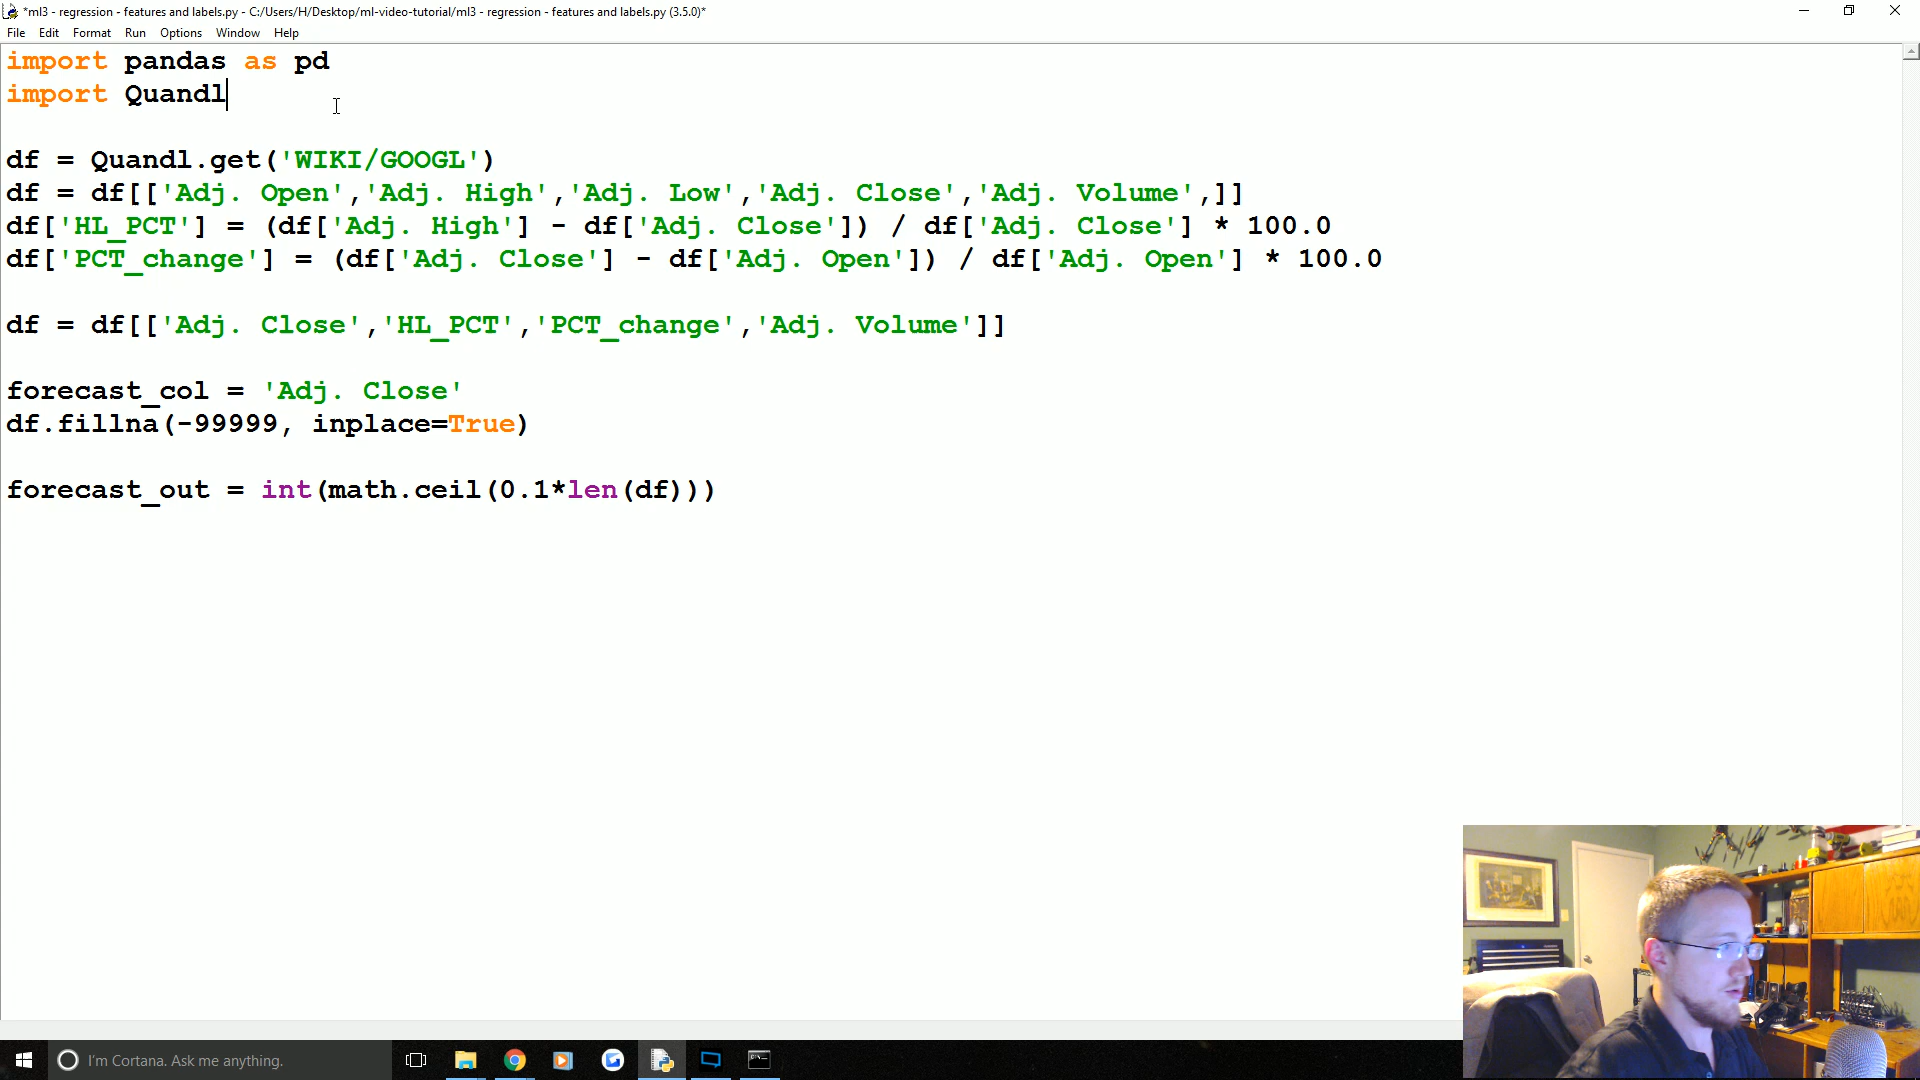 *ml3 - regression - features and labels.py - C:/Users/H/Desktop/ml-video-tutorial/ml3 - regression - features and labels.py (3.5.0)*
File Edit Format Run Options Window Help
import pandas as pd
import Quandl
df = Quandl.get('WIKI/GOOGL')
df = df[['Adj. Open','Adj. High','Adj. Low','Adj. Close','Adj. Volume',]]
df['HL_PCT'] = (df['Adj. High'] - df['Adj. Close']) / df['Adj. Close'] * 100.0
df['PCT_change'] = (df['Adj. Close'] - df['Adj. Open']) / df['Adj. Open'] * 100.0
df = df[['Adj. Close','HL_PCT','PCT_change','Adj. Volume']]
forecast_col = 'Adj. Close'
df.fillna(-99999, inplace=True)
forecast_out = int(math.ceil(0.1*len(df)))
I'm Cortana. Ask me anything.